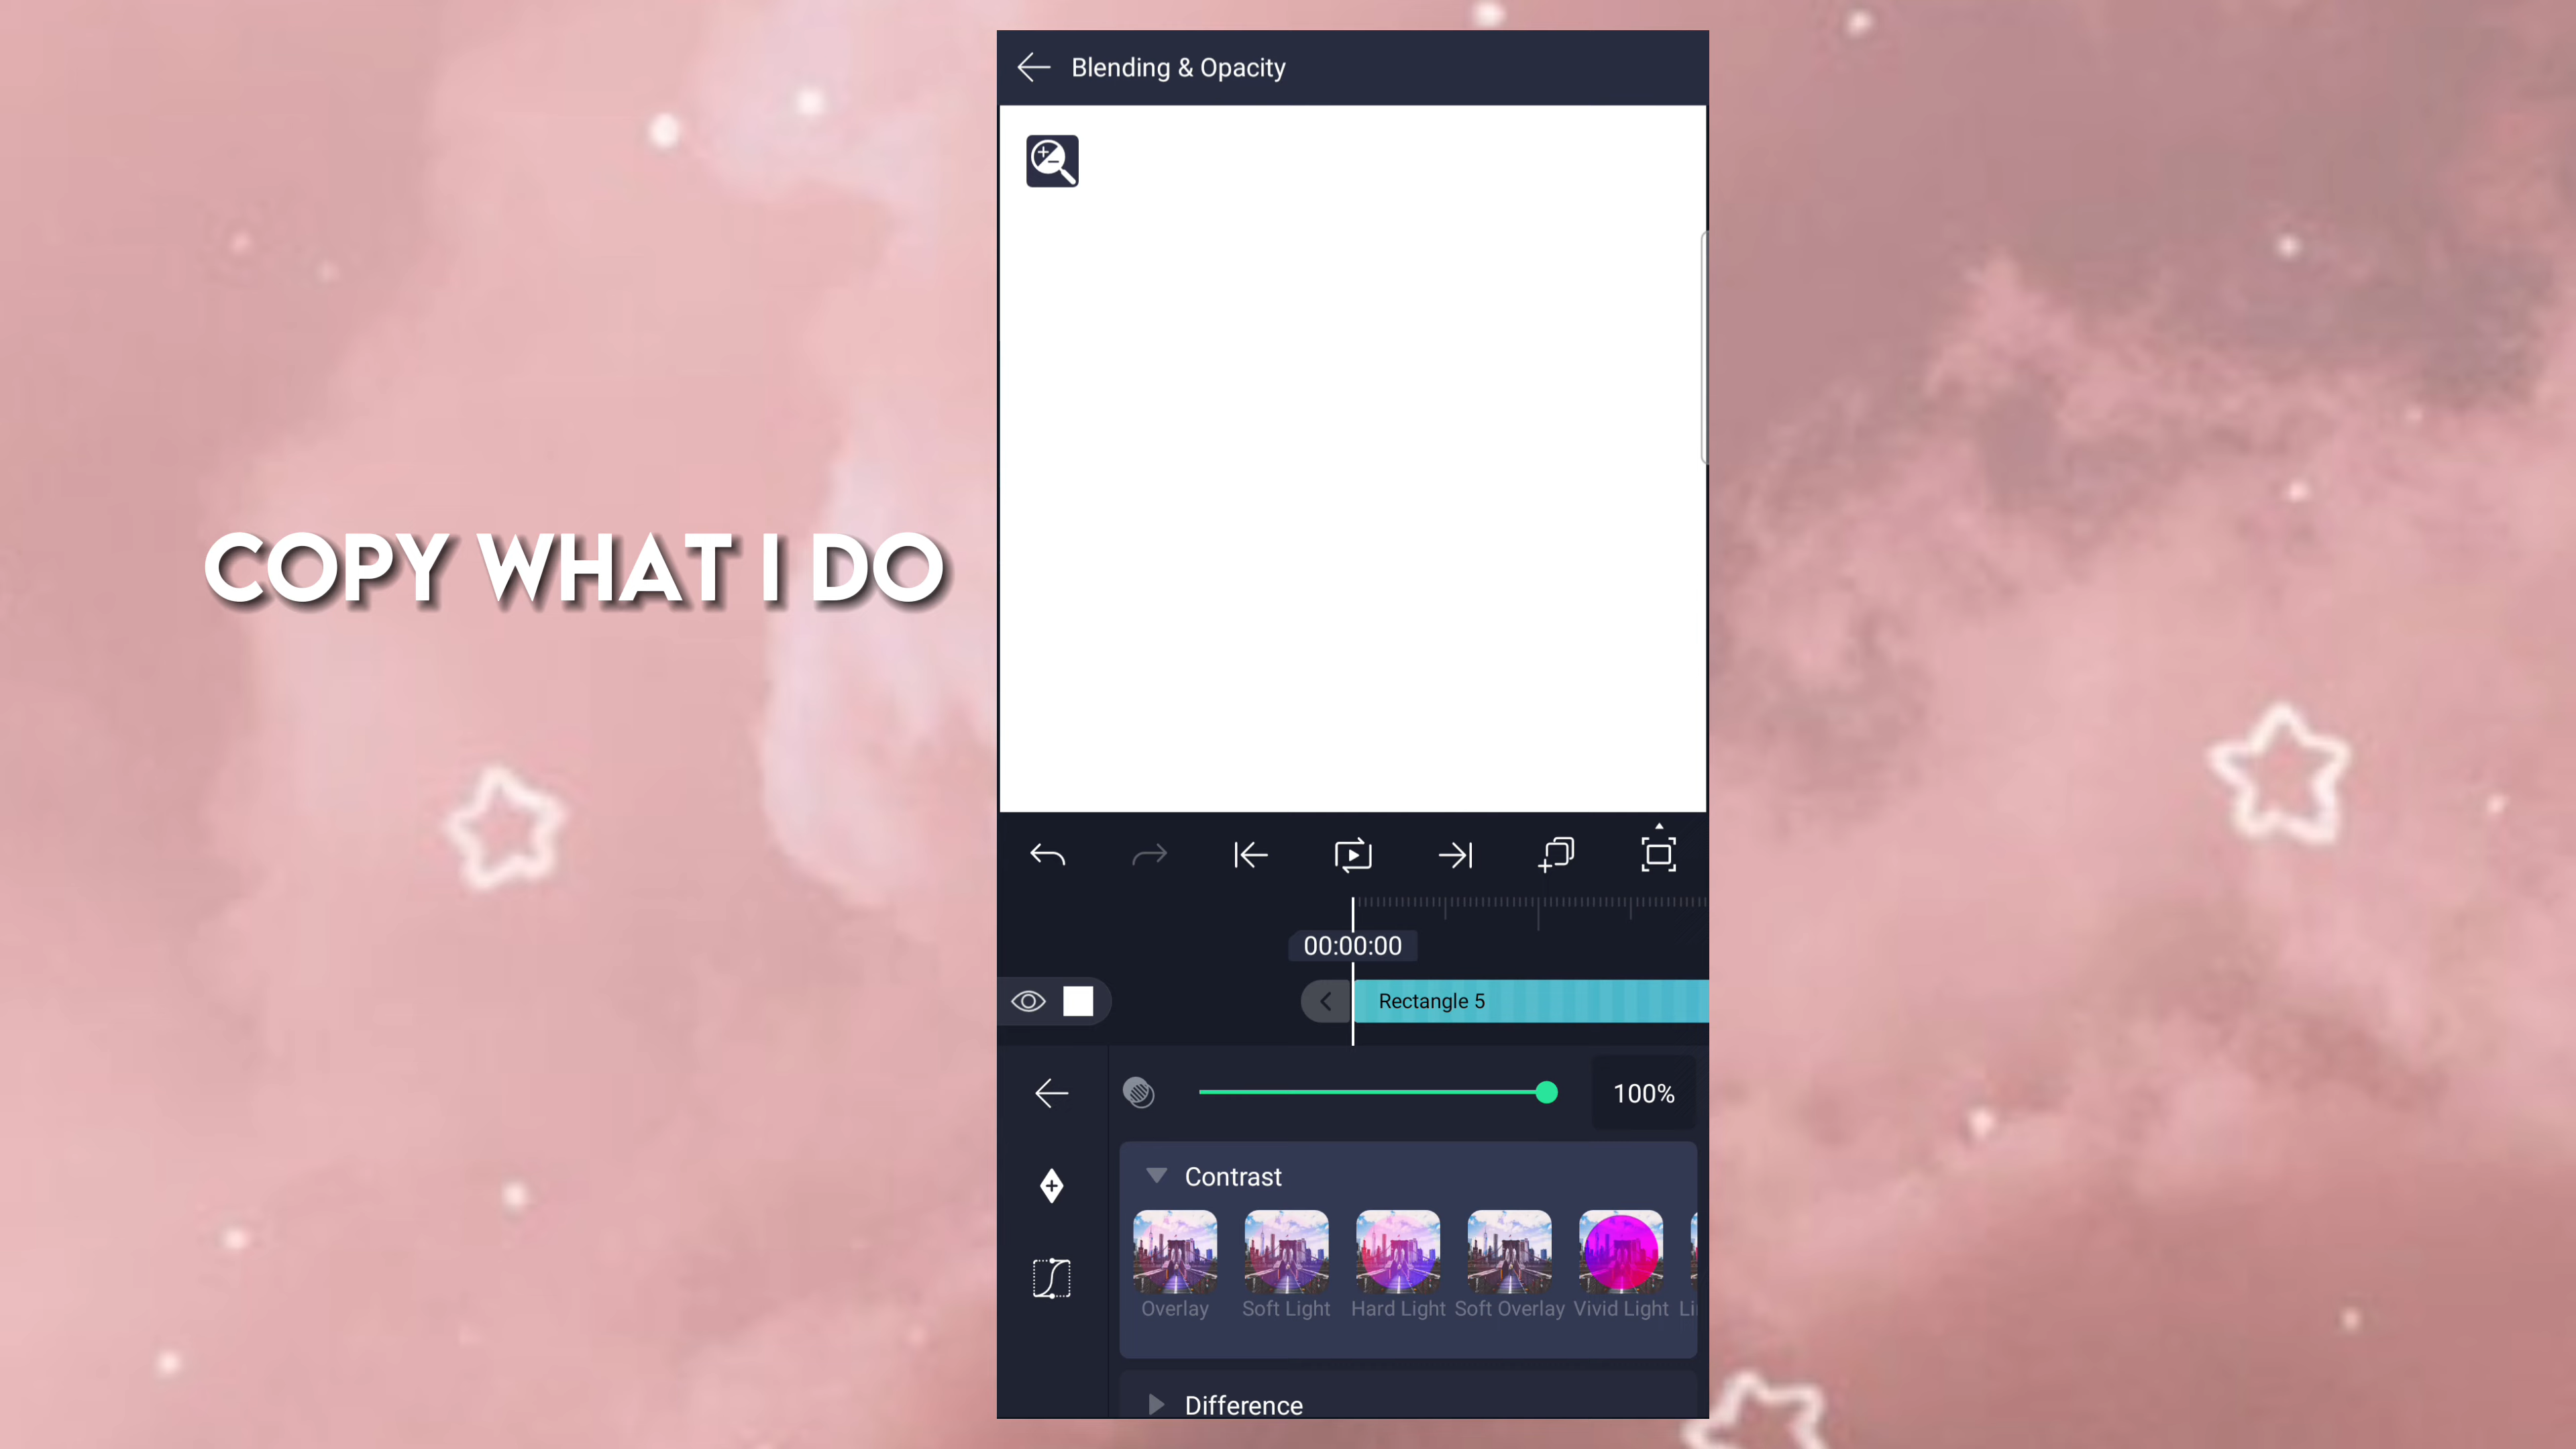 Blending & Opacity
COPY WHAT I DO
00:00:00
Rectangle 5
100%
Contrast
Overlay Soft Light Hard Light Soft Overlay Vivid Light Li
Difference